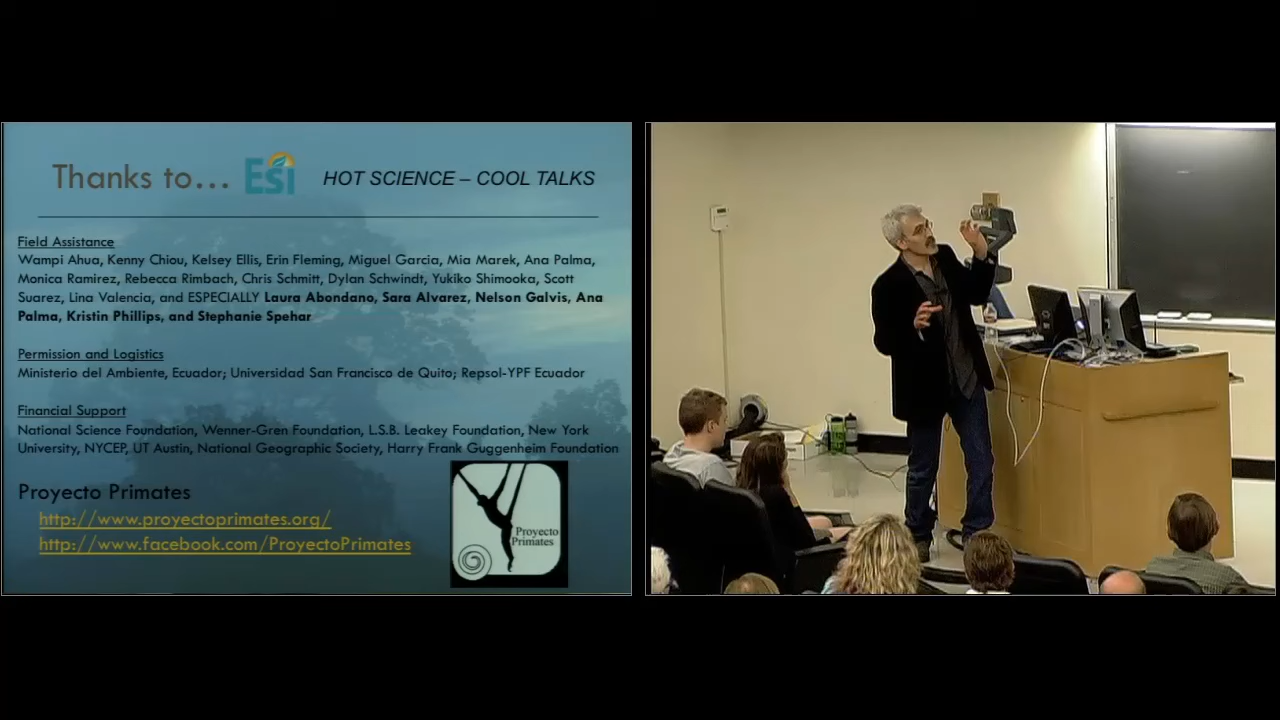 Thanks to... ESI HOT SCIENCE – COOL TALKS
Field Assistance
Wampi Ahua, Kenny Chiou, Kelsey Ellis, Erin Fleming, Miguel Garcia, Mia Marek, Ana Palma,
Monica Ramirez, Rebecca Rimbach, Chris Schmitt, Dylan Schwindt, Yukiko Shimooka, Scott
Suarez, Lina Valencia, and ESPECIALLY Laura Abondano, Sara Alvarez, Nelson Galvis, Ana
Palma, Kristin Phillips, and Stephanie Spehar
Permission and Logistics
Ministerio del Ambiente, Ecuador; Universidad San Francisco de Quito; Repsol-YPF Ecuador
Financial Support
National Science Foundation, Wenner-Gren Foundation, L.S.B. Leakey Foundation, New York
University, NYCEP, UT Austin, National Geographic Society, Harry Frank Guggenheim Foundation
Proyecto Primates
http://www.proyectoprimates.org/
http://www.facebook.com/ProyectoPrimates
Proyecto
Primates